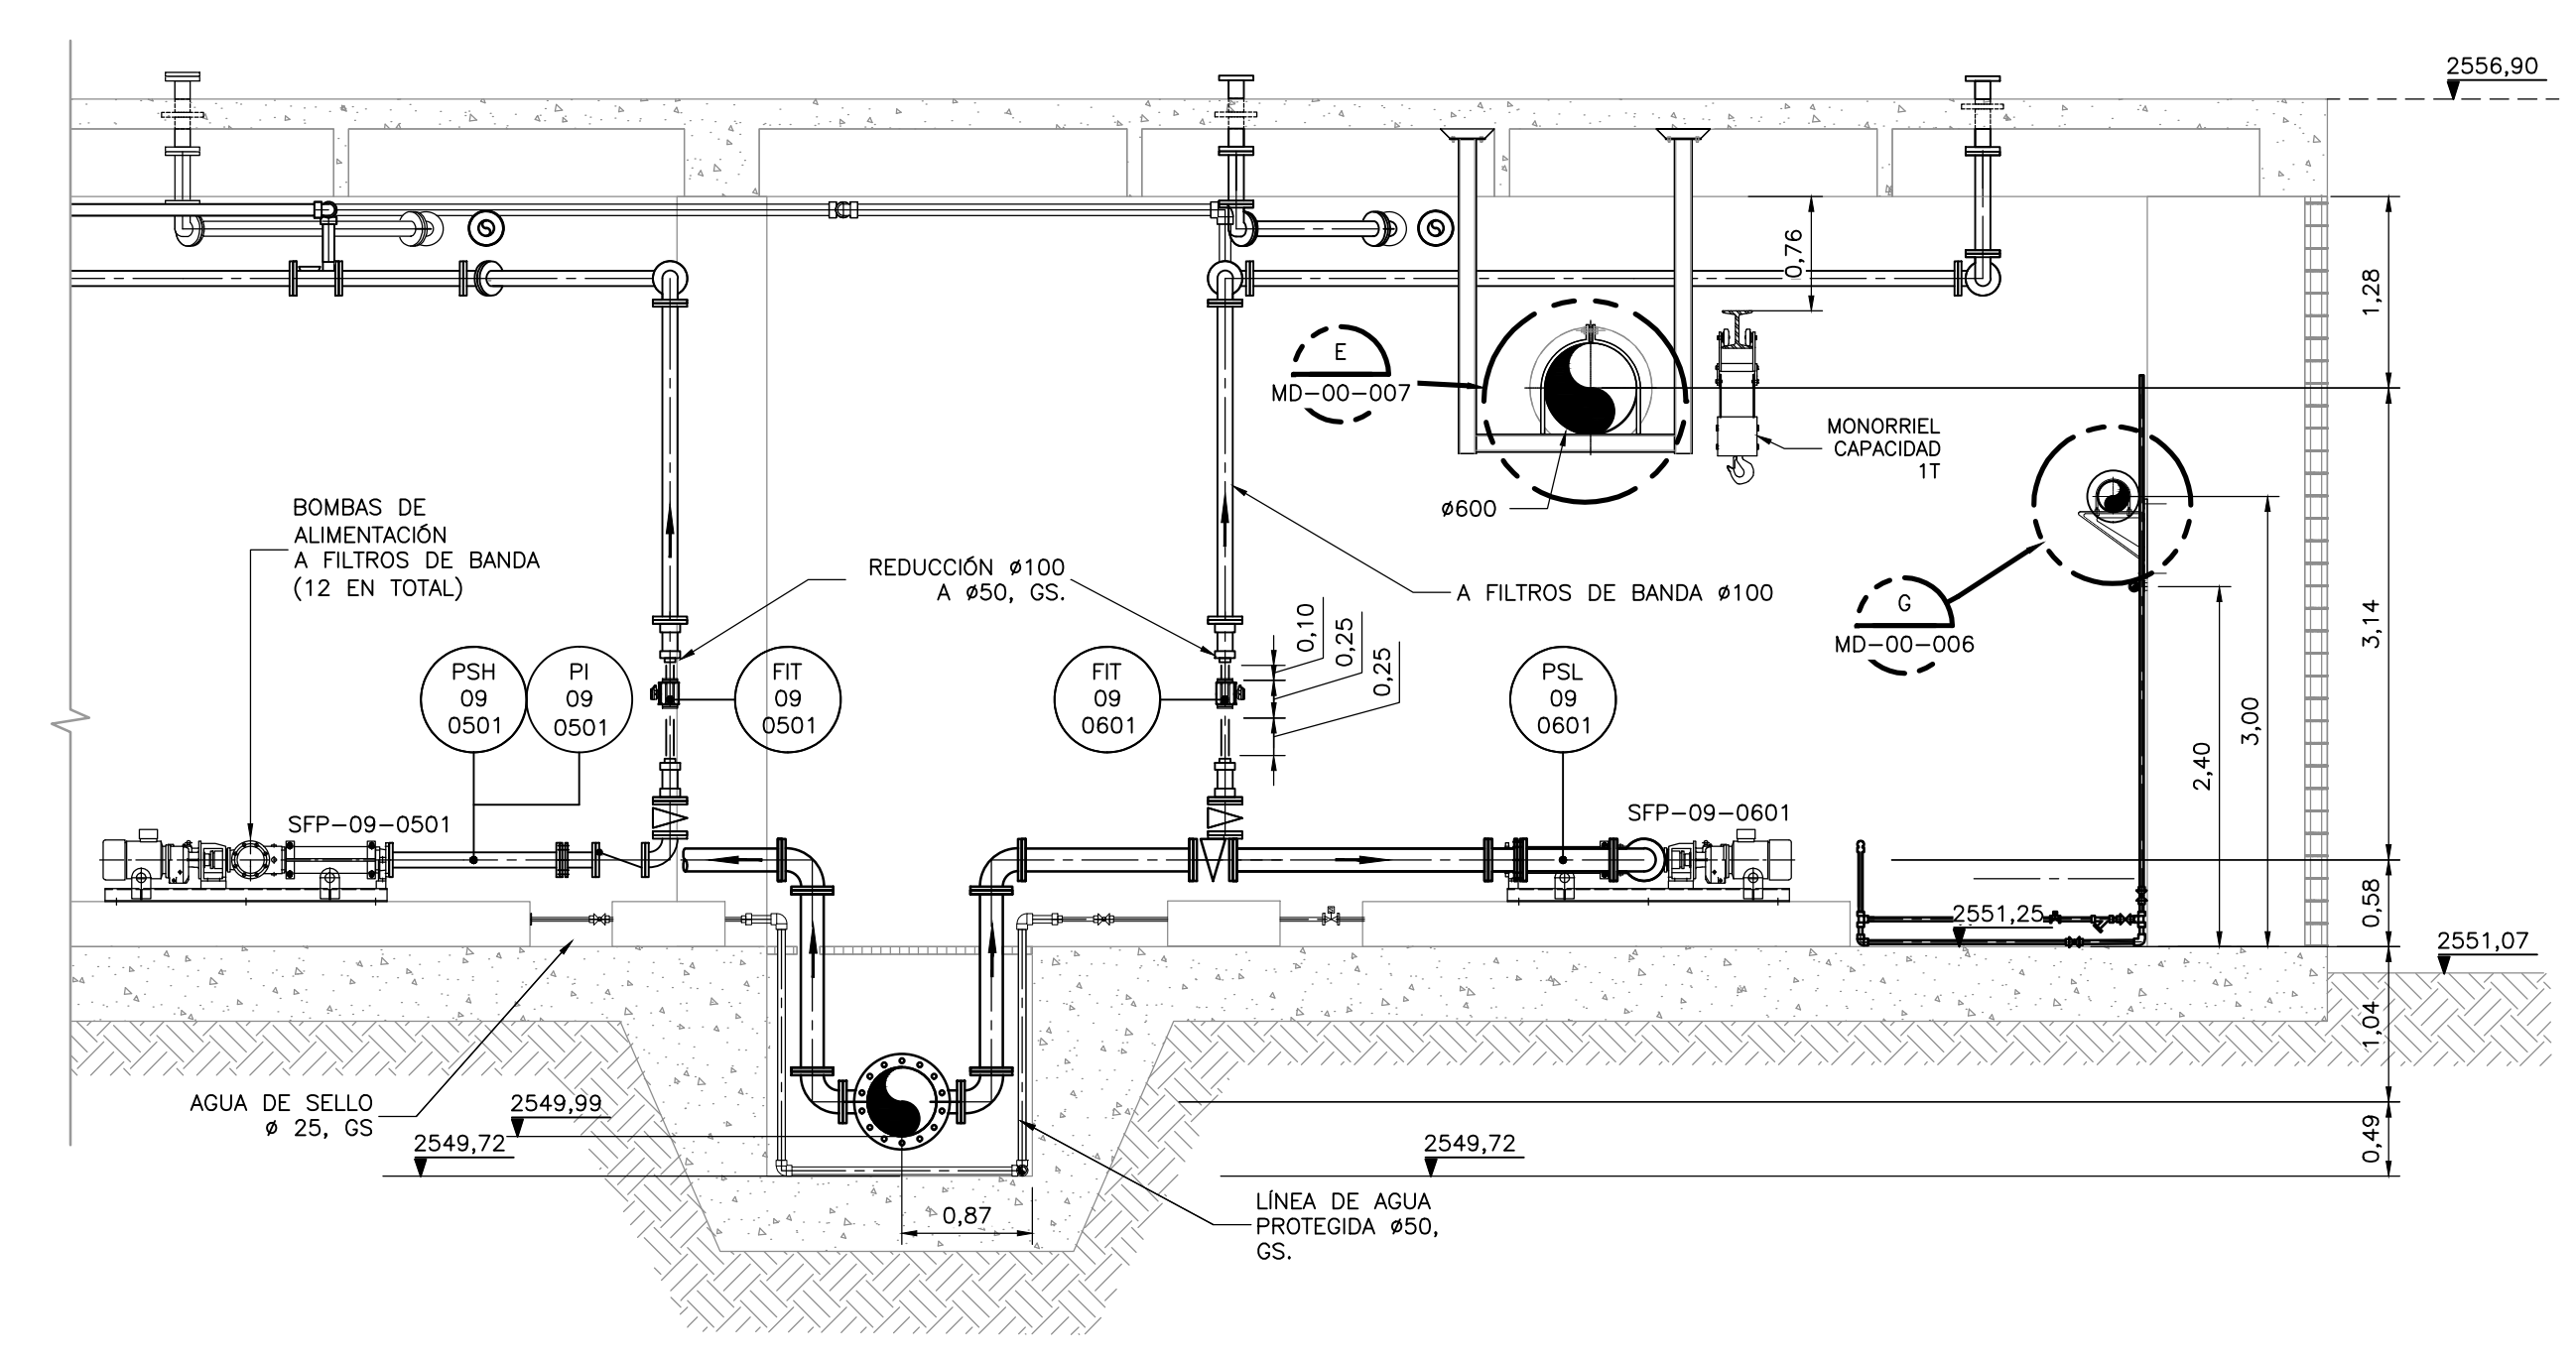 2556,90
0,76
1,28
E
MD-00-007
MONORRIEL
CAPACIDAD
1T
BOMBAS DE
ALIMENTACIÓN
A FILTROS DE BANDA
(12 EN TOTAL)
ø600
REDUCCIÓN ø100
A ø50, GS.
A FILTROS DE BANDA ø100
G
MD-00-006
0,10
0,25
0,25
3,14
PSH
09
0501
PI
09
0501
FIT
09
0501
FIT
09
0601
PSL
09
0601
2,40
3,00
SFP-09-0501
SFP-09-0601
0,58
2551,25
2551,07
1,04
AGUA DE SELLO
ø 25, GS
2549,99
2549,72
2549,72
0,49
0,87
LÍNEA DE AGUA
PROTEGIDA ø50,
GS.